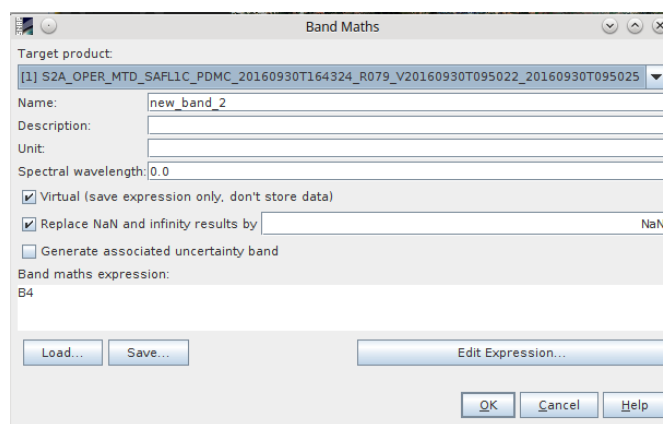 Band Maths
Target product:
[1] S2A_OPER_MTD_SAFL1C_PDMC_20160930T164324_R079_V20160930T095022_20160930T095025
Name: new_band_2
Description:
Unit:
Spectral wavelength: 0.0
Virtual (save expression only, don't store data)
Replace NaN and infinity results by NaN
Generate associated uncertainty band
Band maths expression:
B4
Load... Save... Edit Expression...
OK Cancel Help